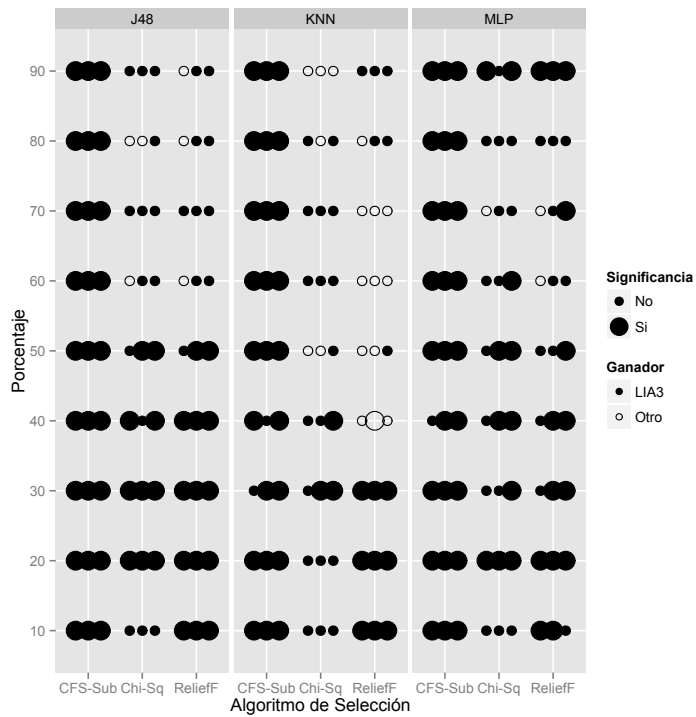 J48 KNN MLP
90
80
70
60
50
40
30
20
10
Porcentaje
CFS-Sub Chi-Sq ReliefF CFS-Sub Chi-Sq ReliefF CFS-Sub Chi-Sq ReliefF
Algoritmo de Selección
Significancia
No
Si
Ganador
LIA3
Otro